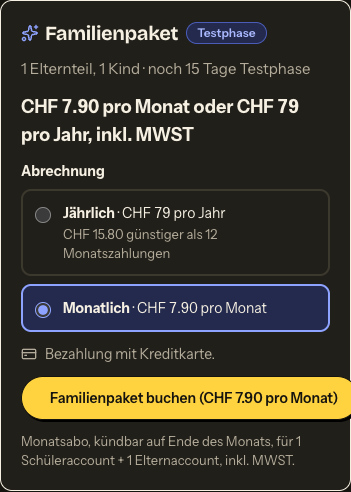 Familienpaket Testphase
1 Elternteil, 1 Kind · noch 15 Tage Testphase
CHF 7.90 pro Monat oder CHF 79
pro Jahr, inkl. MWST
Abrechnung
Jährlich · CHF 79 pro Jahr
CHF 15.80 günstiger als 12
Monatszahlungen
Monatlich · CHF 7.90 pro Monat
Bezahlung mit Kreditkarte.
Familienpaket buchen (CHF 7.90 pro Monat)
Monatsabo, kündbar auf Ende des Monats, für 1
Schüleraccount + 1 Elternaccount, inkl. MWST.